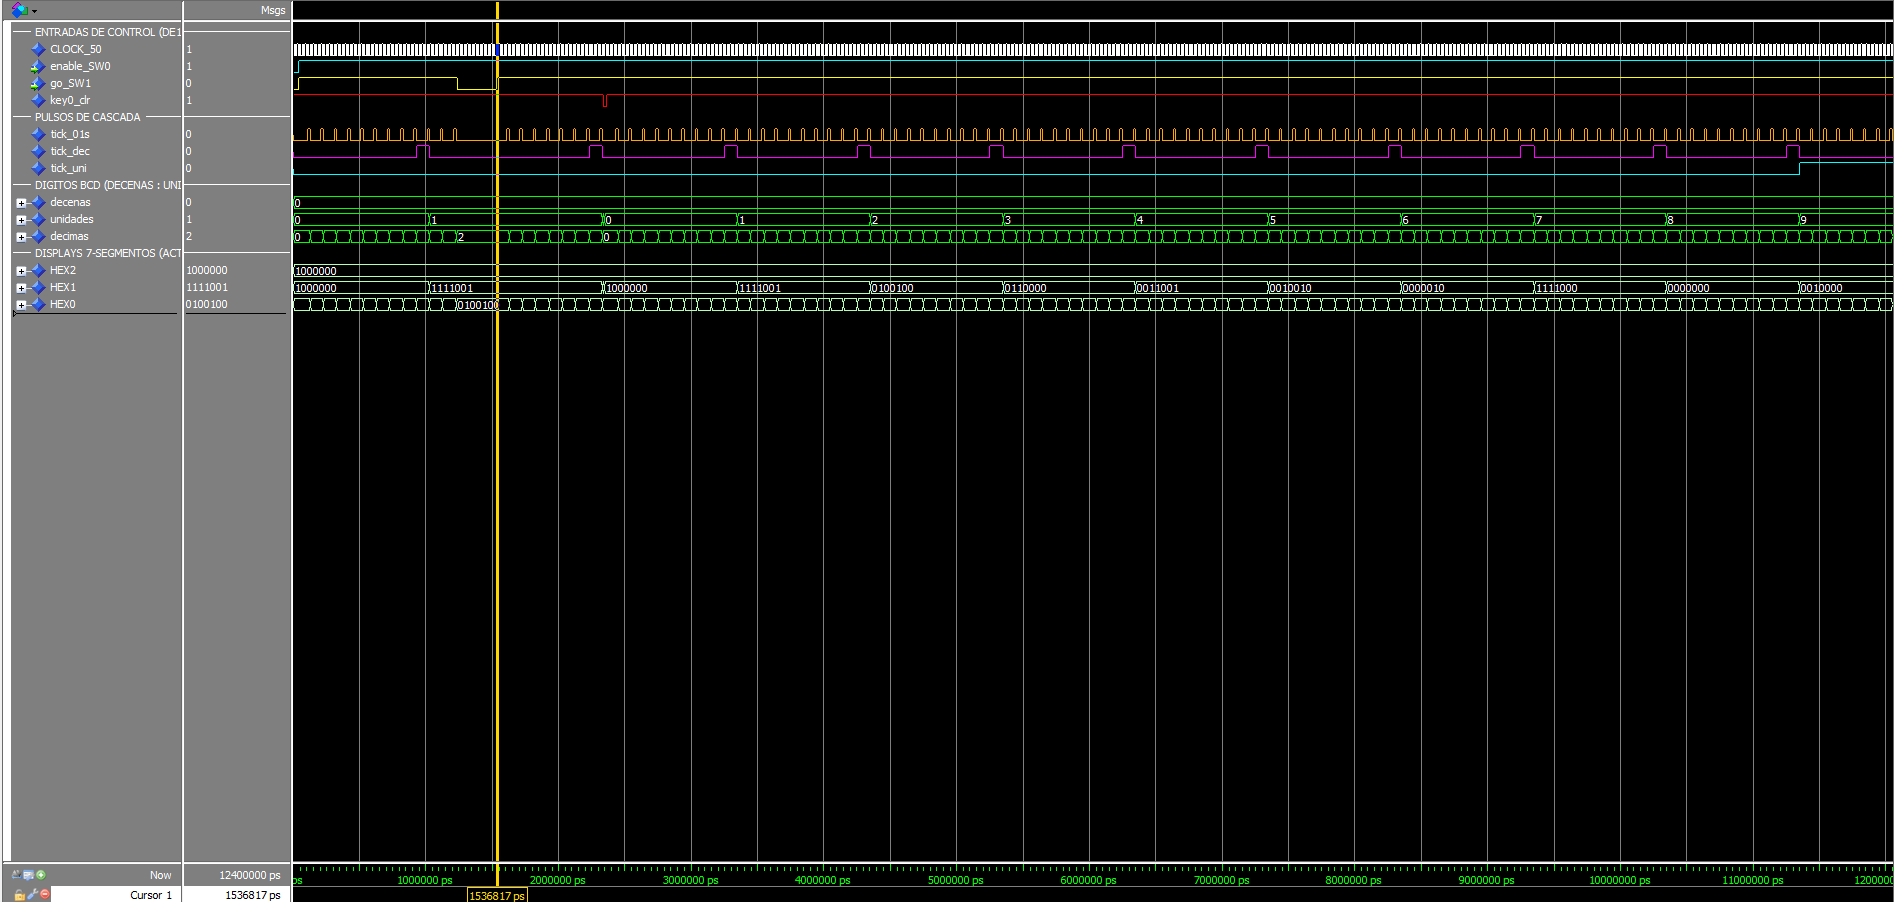 Msgs
ENTRADAS DE CONTROL (DE1
CLOCK_50 1
enable_SW0 1
go_SW1 0
key0_clr 1
PULSOS DE CASCADA
tick_01s 0
tick_dec 0
tick_uni 0
DIGITOS BCD (DECENAS : UNI
decenas 0 0
unidades 1 0 1 0 1 2 3 4 5 6 7 8 9
decimas 2 0 2 0
DISPLAYS 7-SEGMENTOS (ACT
HEX2 1000000 1000000
HEX1 1111001 1000000 1111001 1000000 1111001 0100100 0110000 0011001 0010010 0000010 1111000 0000000 0010000
HEX0 0100100 0100100
Now 12400000 ps ps 1000000 ps 2000000 ps 3000000 ps 4000000 ps 5000000 ps 6000000 ps 7000000 ps 8000000 ps 9000000 ps 10000000 ps 11000000 ps 1200000
Cursor 1 1536817 ps 1536817 ps